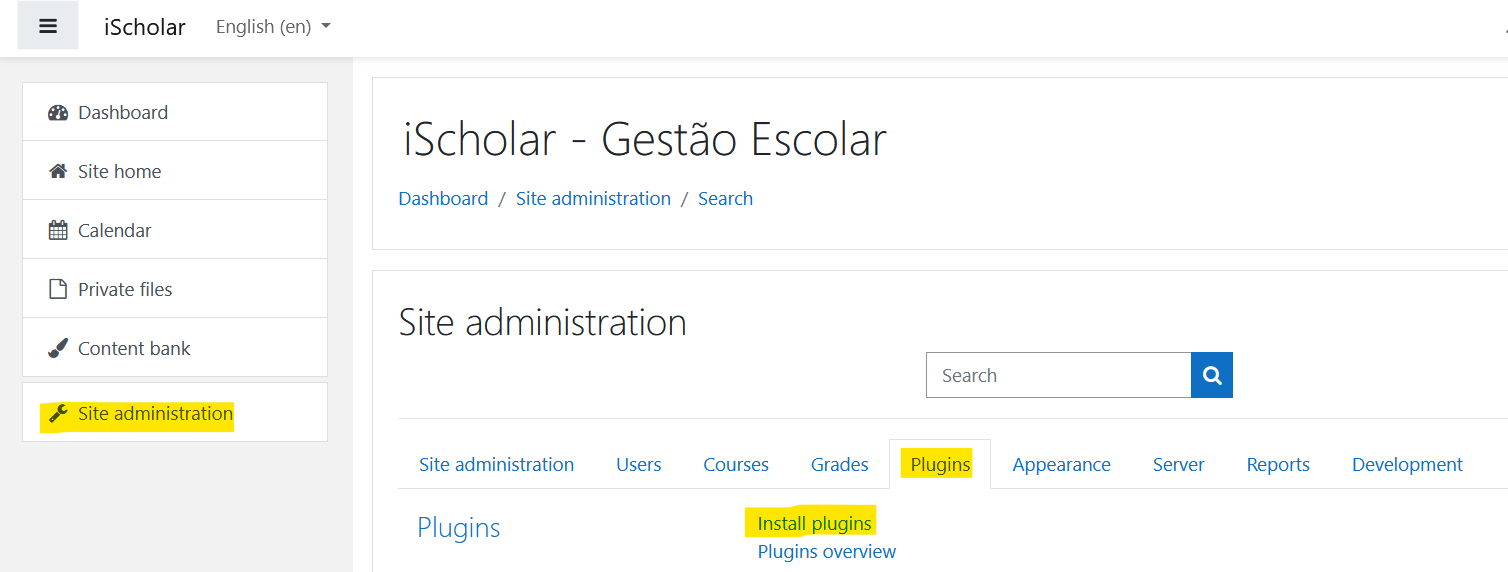 iScholar English (en)
Dashboard
Site home
Calendar
Private files
Content bank
Site administration
iScholar - Gestão Escolar
Dashboard / Site administration / Search
Site administration
Search
Site administration Users Courses Grades Plugins Appearance Server Reports Development
Plugins
Install plugins
Plugins overview